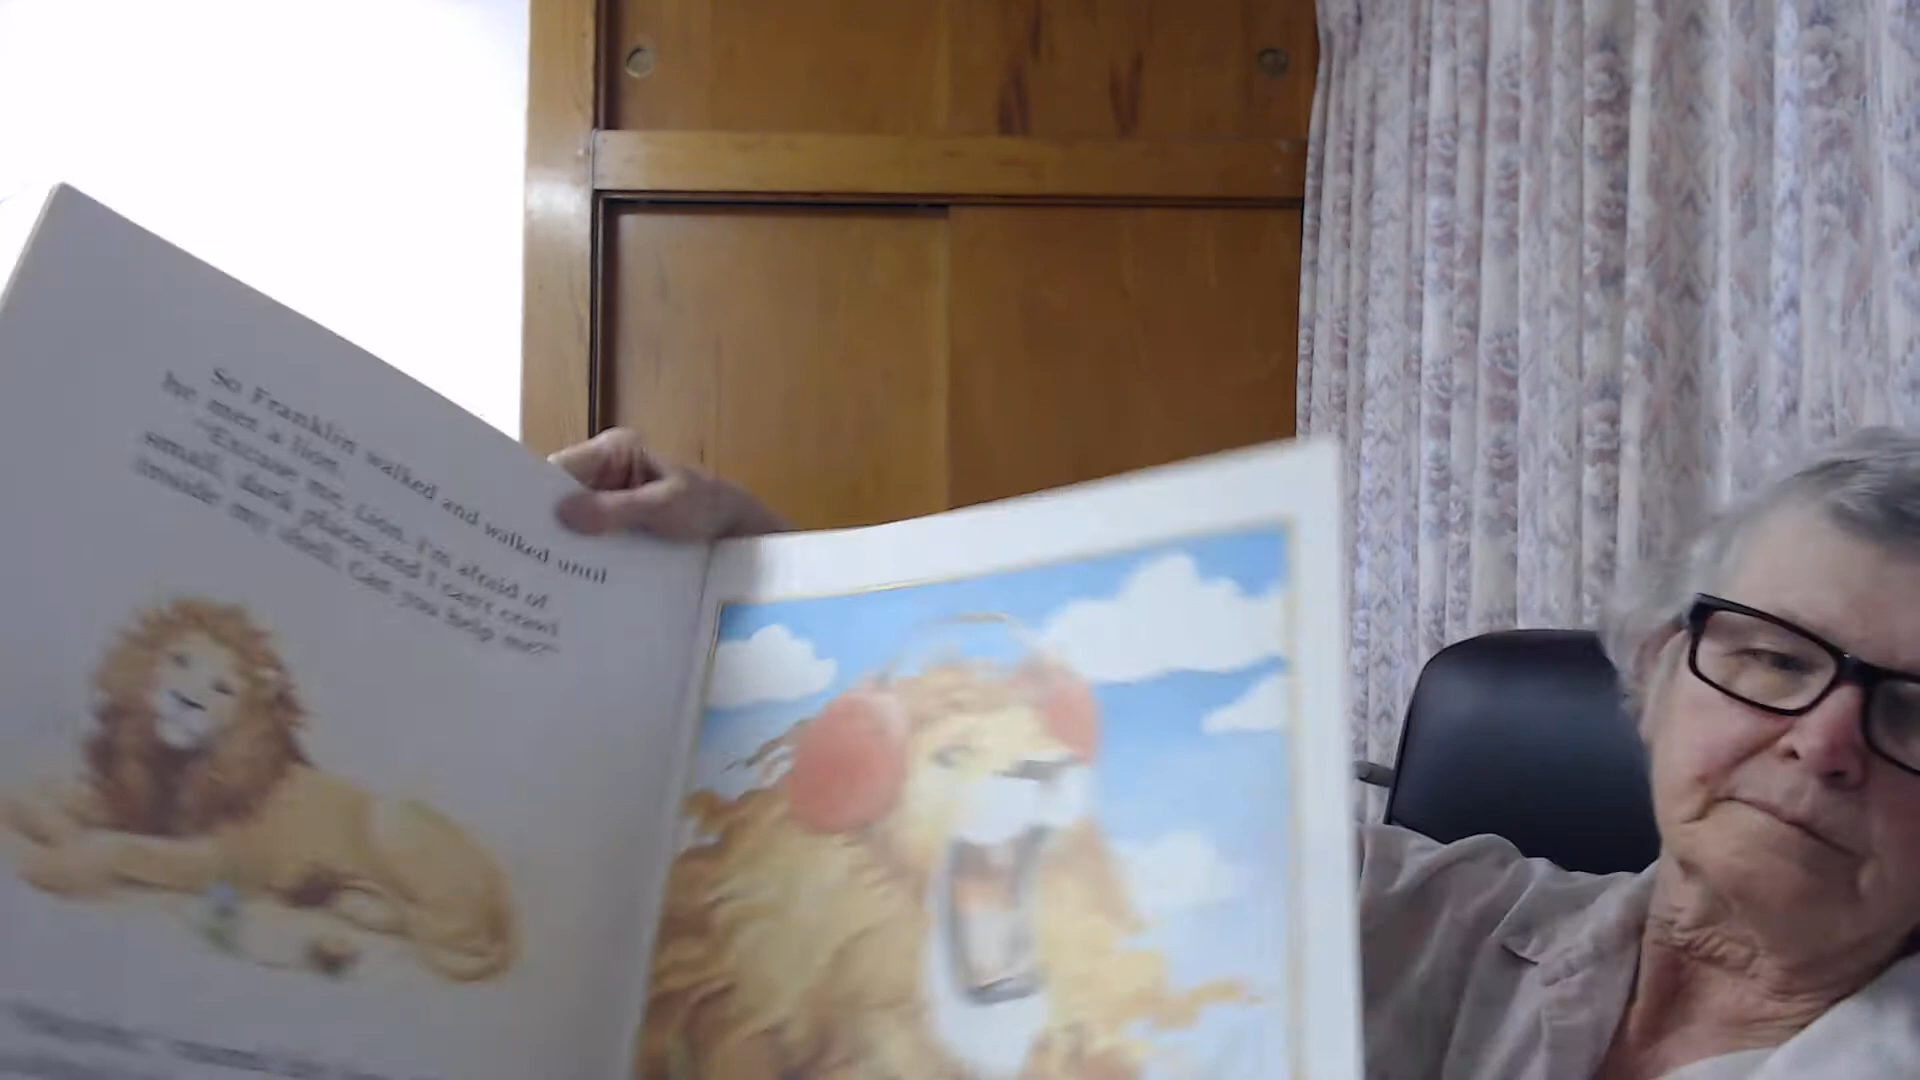 So Franklin walked and walked until
he met a lion.
"Excuse me, Lion. I'm afraid of
small, dark places and I can't crawl
inside my shell. Can you help me?"